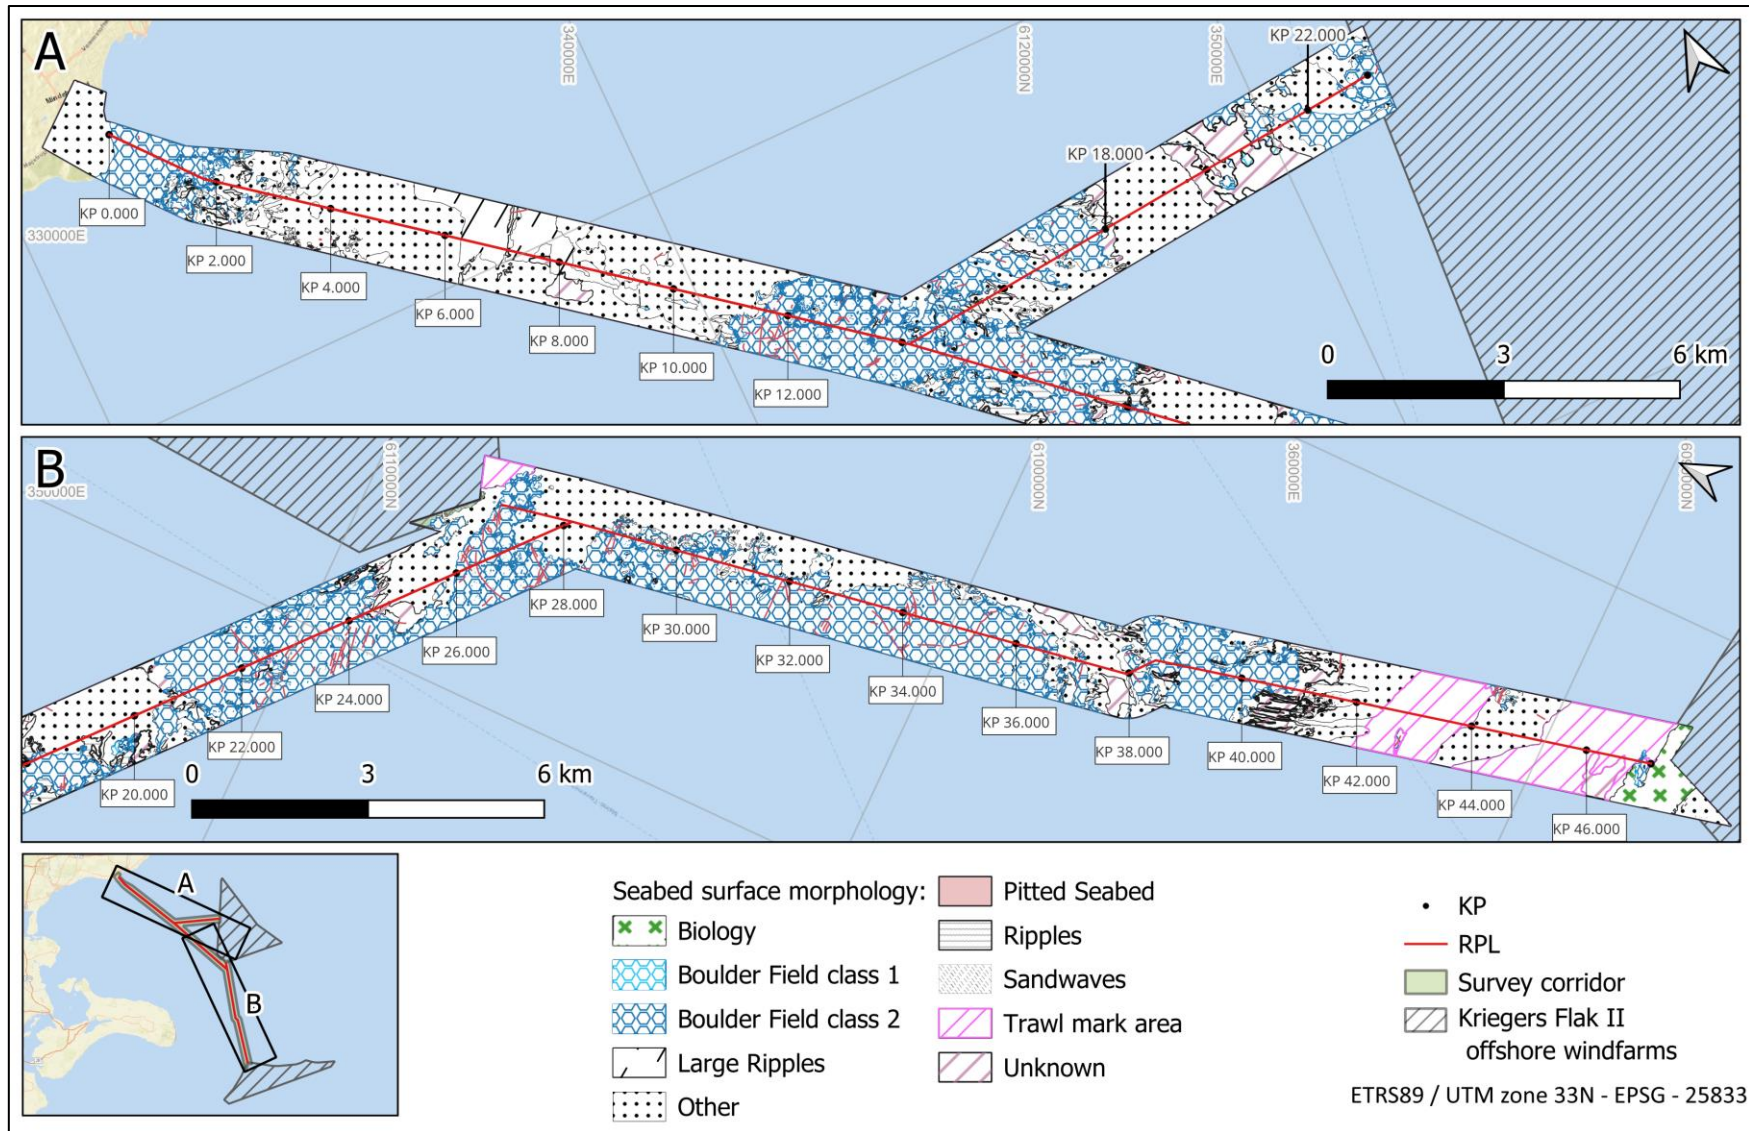 A
340000E
6120000N
350000E
KP 22.000
KP 18.000
KP 0.000
330000E
KP 2.000
KP 4.000
KP 6.000
KP 8.000
KP 10.000
KP 12.000
0 3 6 km
B
350000E
6110000N
6100000N
360000E
KP 28.000
KP 30.000
KP 26.000
KP 32.000
KP 24.000
KP 34.000
KP 22.000
KP 36.000
KP 38.000
KP 40.000
KP 20.000
KP 42.000
KP 44.000
KP 46.000
0 3 6 km
A
B
Seabed surface morphology:
Biology
Boulder Field class 1
Boulder Field class 2
Large Ripples
Other
Pitted Seabed
Ripples
Sandwaves
Trawl mark area
Unknown
KP
RPL
Survey corridor
Kriegers Flak II
offshore windfarms
ETRS89 / UTM zone 33N - EPSG - 25833